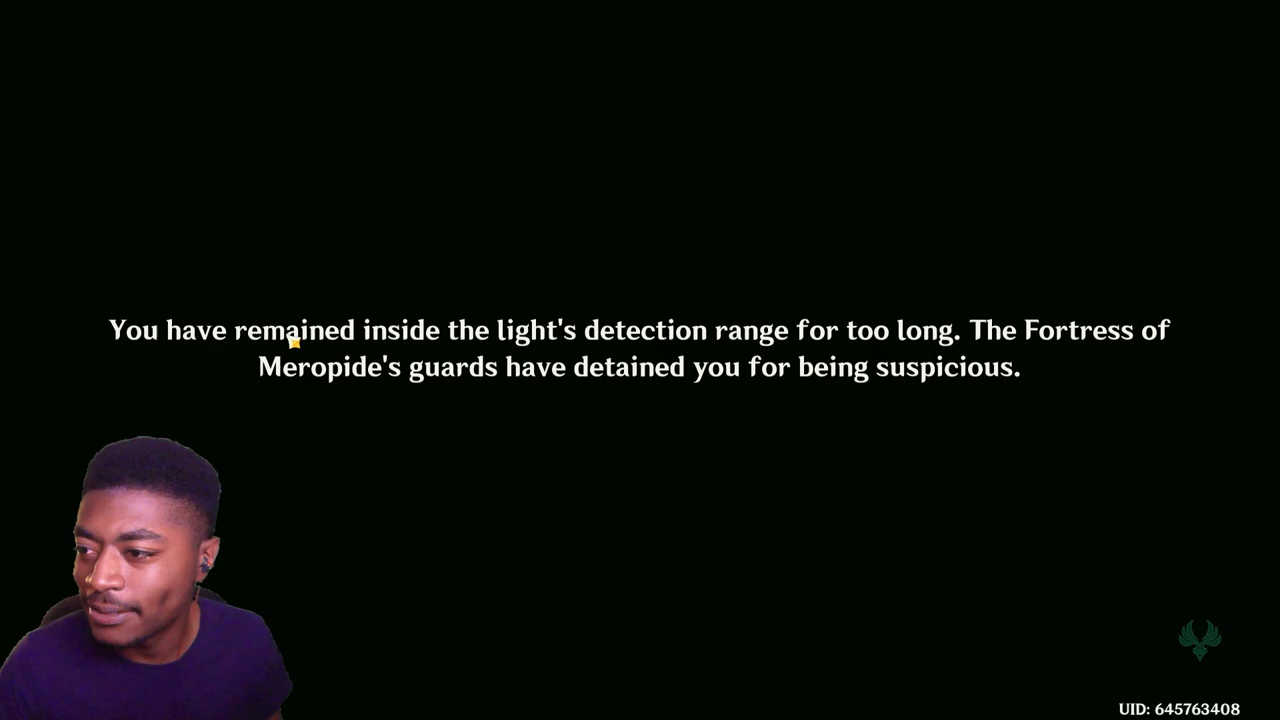 You have remained inside the light's detection range for too long. The Fortress of
Meropide's guards have detained you for being suspicious.
UID: 645763408